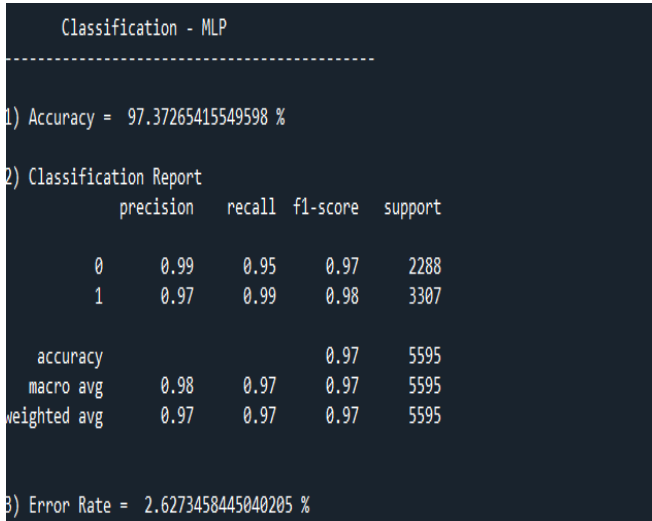 Classification - MLP
---------------------------------------------
1) Accuracy = 97.37265415549598 %
2) Classification Report
precision recall f1-score support
0 0.99 0.95 0.97 2288
1 0.97 0.99 0.98 3307
accuracy 0.97 5595
macro avg 0.98 0.97 0.97 5595
weighted avg 0.97 0.97 0.97 5595
3) Error Rate = 2.6273458445040205 %